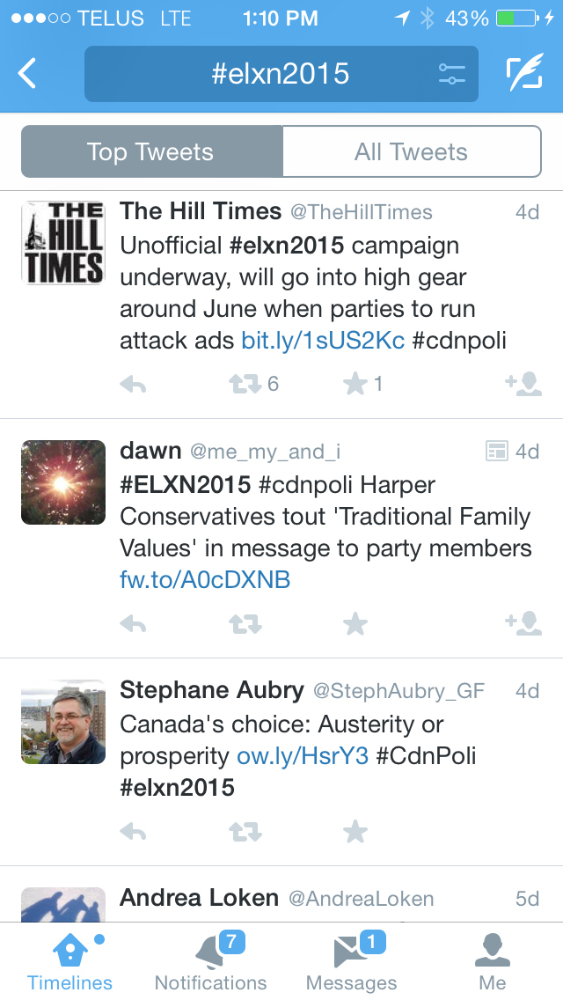 TELUS LTE 1:10 PM 43%
#elxn2015
Top Tweets All Tweets
THE
HILL
TIMES
The Hill Times @TheHillTimes 4d
Unofficial #elxn2015 campaign
underway, will go into high gear
around June when parties to run
attack ads bit.ly/1sUS2Kc #cdnpoli
6 1
dawn @me_my_and_i 4d
#ELXN2015 #cdnpoli Harper
Conservatives tout 'Traditional Family
Values' in message to party members
fw.to/A0cDXNB
Stephane Aubry @StephAubry_GF 4d
Canada's choice: Austerity or
prosperity ow.ly/HsrY3 #CdnPoli
#elxn2015
Andrea Loken @AndreaLoken 5d
7 1
Timelines Notifications Messages Me